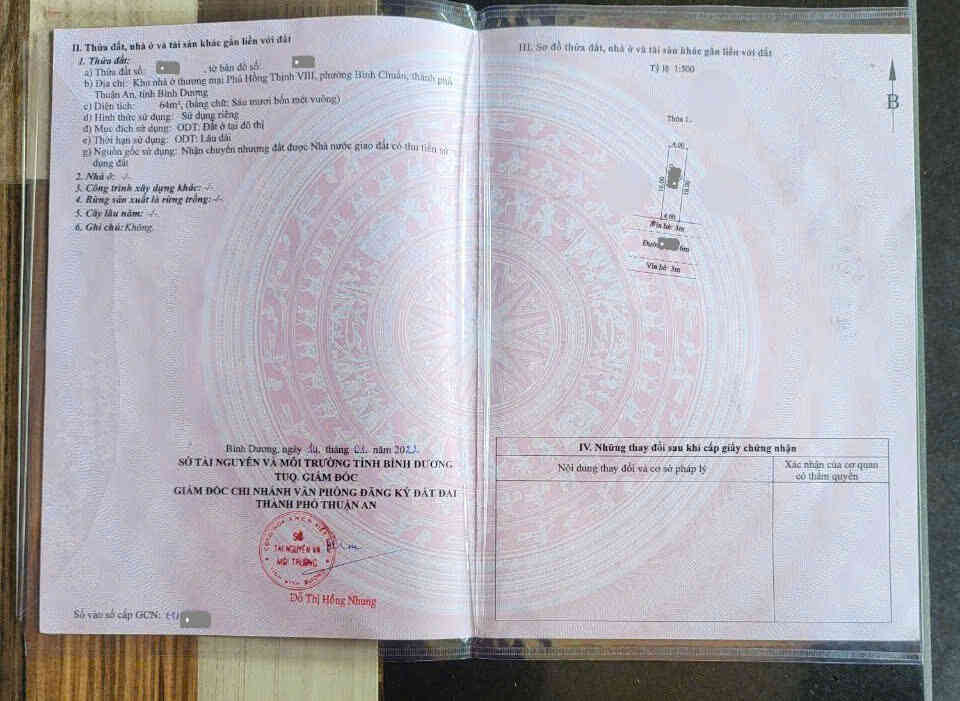 II. Thửa đất, nhà ở và tài sản khác gắn liền với đất
1. Thửa đất:
a) Thửa đất số: , tờ bản đồ số:
b) Địa chỉ: Khu nhà ở thương mại Phú Hồng Thịnh VIII, phường Bình Chuẩn, thành phố
Thuận An, tỉnh Bình Dương
c) Diện tích: 64m², (bằng chữ: Sáu mươi bốn mét vuông)
d) Hình thức sử dụng: Sử dụng riêng
đ) Mục đích sử dụng: ODT: Đất ở tại đô thị
e) Thời hạn sử dụng: ODT: Lâu dài
g) Nguồn gốc sử dụng: Nhận chuyển nhượng đất được Nhà nước giao đất có thu tiền sử
dụng đất
2. Nhà ở: -/-
3. Công trình xây dựng khác: -/-
4. Rừng sản xuất là rừng trồng: -/-
5. Cây lâu năm: -/-
6. Ghi chú: Không.
Bình Dương, ngày tháng năm
SỞ TÀI NGUYÊN VÀ MÔI TRƯỜNG TỈNH BÌNH DƯƠNG
TUQ. GIÁM ĐỐC
GIÁM ĐỐC CHI NHÁNH VĂN PHÒNG ĐĂNG KÝ ĐẤT ĐAI
THÀNH PHỐ THUẬN AN
SỞ
TÀI NGUYÊN VÀ
MÔI TRƯỜNG
Đỗ Thị Hồng Nhung
Số vào sổ cấp GCN:
III. Sơ đồ thửa đất, nhà ở và tài sản khác gắn liền với đất
Tỷ lệ 1:500
B
Thửa
4.00
16.00
16.00
4.00
Vỉa hè: 3m
Đường 6m
Vỉa hè: 3m
IV. Những thay đổi sau khi cấp giấy chứng nhận
Nội dung thay đổi và cơ sở pháp lý
Xác nhận của cơ quan
có thẩm quyền